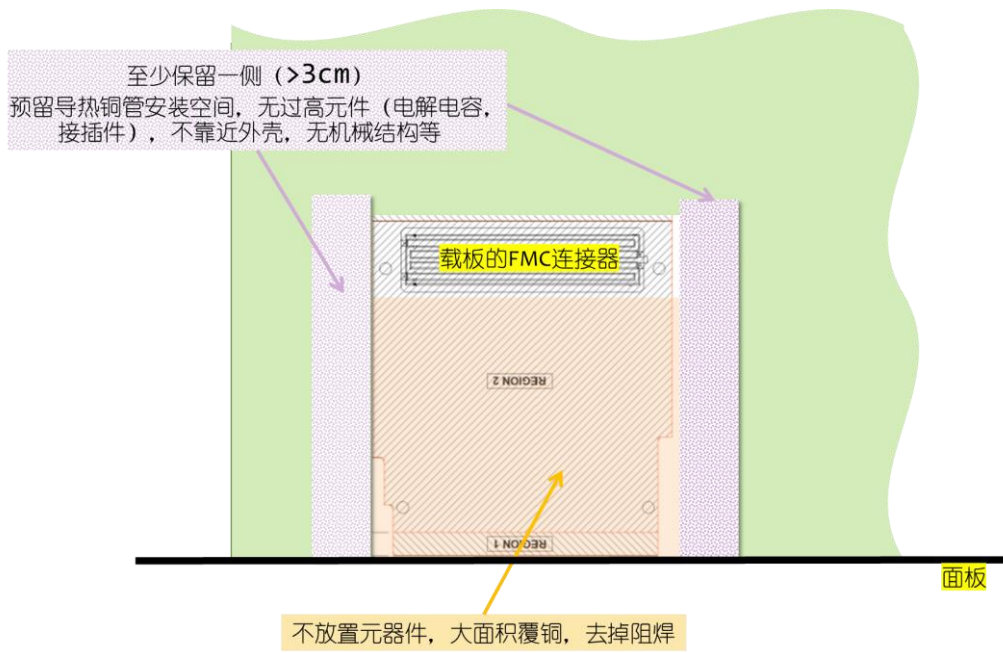 至少保留一侧（>3cm）
预留导热铜管安装空间，无过高元件（电解电容，
接插件），不靠近外壳，无机械结构等
载板的FMC连接器
REGION 2
REGION 1
面板
不放置元器件，大面积覆铜，去掉阻焊